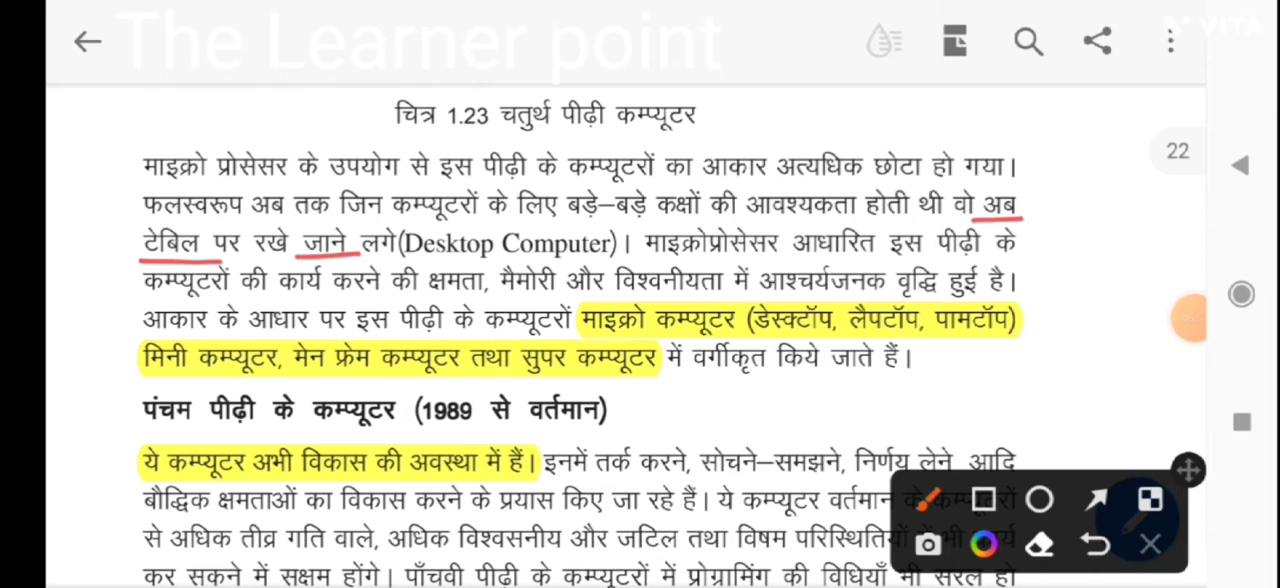 The Learner point
VITA
चित्र 1.23 चतुर्थ पीढ़ी कम्प्यूटर
22
माइक्रो प्रोसेसर के उपयोग से इस पीढ़ी के कम्प्यूटरों का आकार अत्यधिक छोटा हो गया।
फलस्वरूप अब तक जिन कम्प्यूटरों के लिए बड़े–बड़े कक्षों की आवश्यकता होती थी वो अब
टेबिल पर रखे जाने लगे(Desktop Computer)। माइक्रोप्रोसेसर आधारित इस पीढ़ी के
कम्प्यूटरों की कार्य करने की क्षमता, मैमोरी और विश्वनीयता में आश्चर्यजनक वृद्धि हुई है।
आकार के आधार पर इस पीढ़ी के कम्प्यूटरों माइक्रो कम्प्यूटर (डेस्कटॉप, लैपटॉप, पामटॉप)
मिनी कम्प्यूटर, मेन फ्रेम कम्प्यूटर तथा सुपर कम्प्यूटर में वर्गीकृत किये जाते हैं।
पंचम पीढ़ी के कम्प्यूटर (1989 से वर्तमान)
ये कम्प्यूटर अभी विकास की अवस्था में हैं। इनमें तर्क करने, सोचने–समझने, निर्णय लेने आदि
बौद्धिक क्षमताओं का विकास करने के प्रयास किए जा रहे हैं। ये कम्प्यूटर वर्तमान के कम्प्यूटरों
से अधिक तीव्र गति वाले, अधिक विश्वसनीय और जटिल तथा विषम परिस्थितियों में भी कार्य
कर सकने में सक्षम होंगे। पाँचवी पीढ़ी के कम्प्यूटरों में प्रोग्रामिंग की विधियाँ भी सरल हो